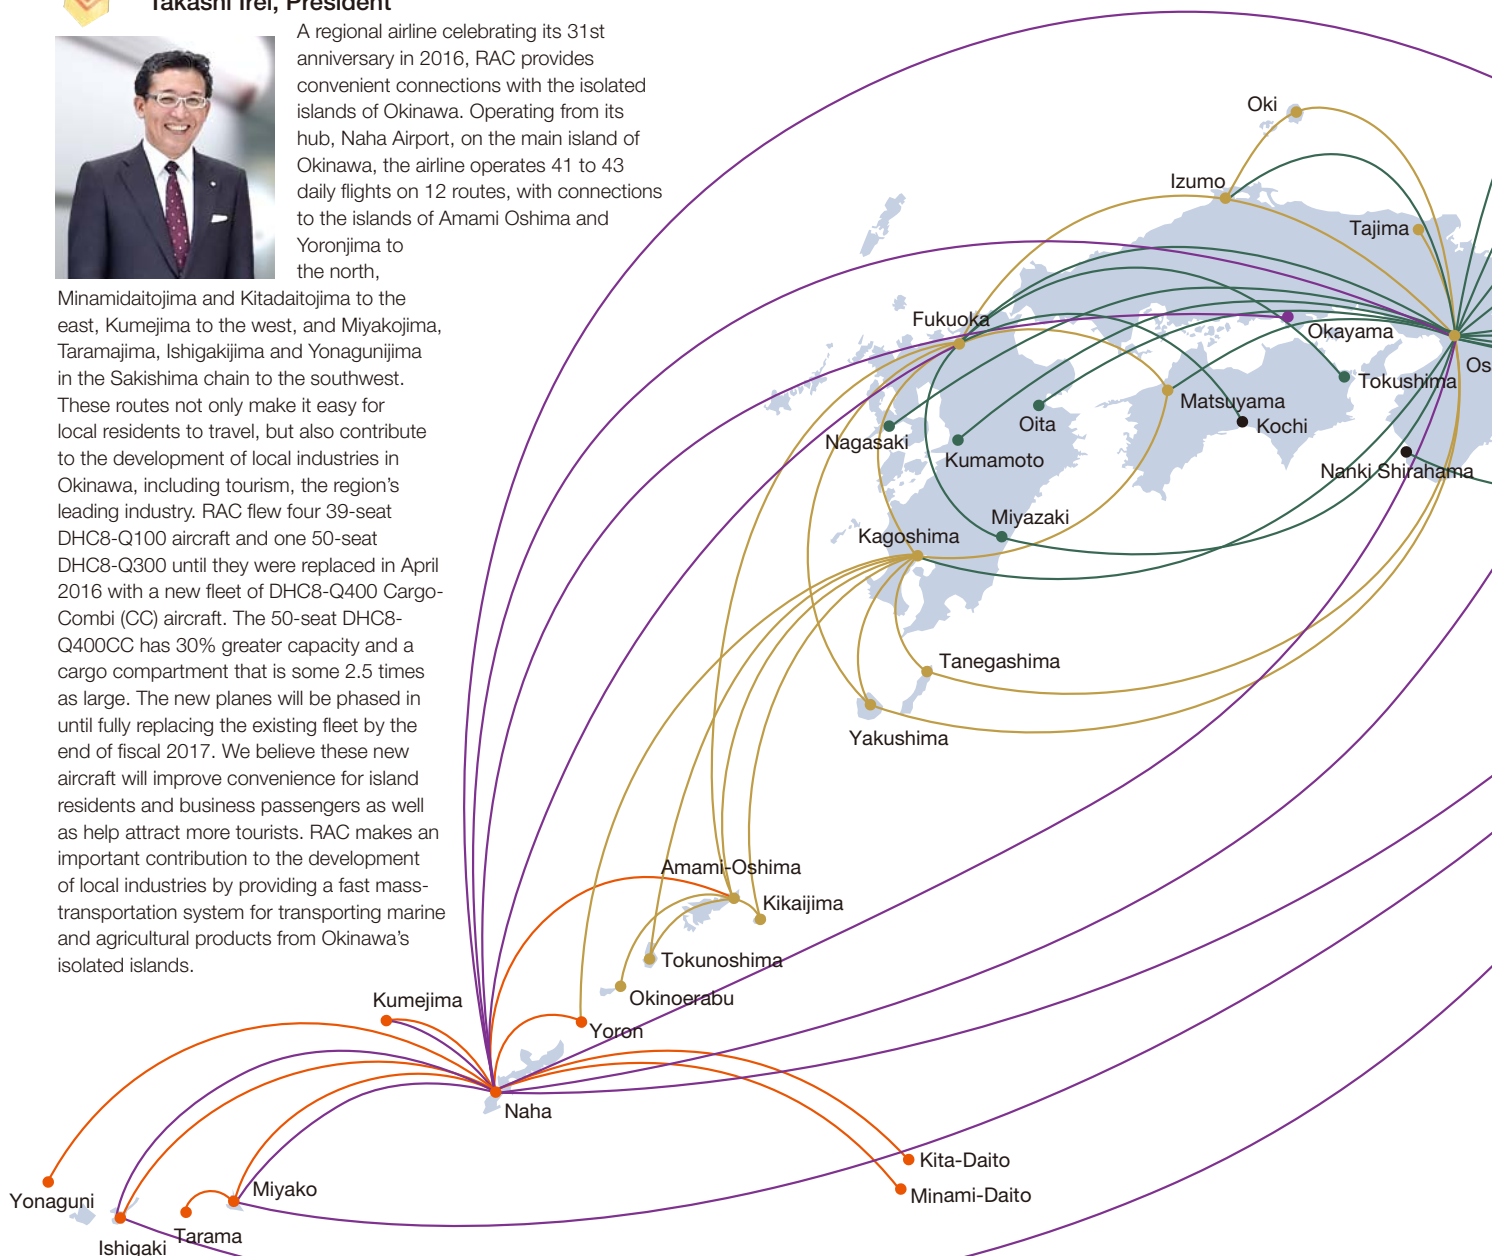 Takashi Irei, President
A regional airline celebrating its 31st
anniversary in 2016, RAC provides
convenient connections with the isolated
islands of Okinawa. Operating from its
hub, Naha Airport, on the main island of
Okinawa, the airline operates 41 to 43
daily flights on 12 routes, with connections
to the islands of Amami Oshima and
Yoronjima to
the north,
Minamidaitojima and Kitadaitojima to the
east, Kumejima to the west, and Miyakojima,
Taramajima, Ishigakijima and Yonagunijima
in the Sakishima chain to the southwest.
These routes not only make it easy for
local residents to travel, but also contribute
to the development of local industries in
Okinawa, including tourism, the region's
leading industry. RAC flew four 39-seat
DHC8-Q100 aircraft and one 50-seat
DHC8-Q300 until they were replaced in April
2016 with a new fleet of DHC8-Q400 Cargo-
Combi (CC) aircraft. The 50-seat DHC8-
Q400CC has 30% greater capacity and a
cargo compartment that is some 2.5 times
as large. The new planes will be phased in
until fully replacing the existing fleet by the
end of fiscal 2017. We believe these new
aircraft will improve convenience for island
residents and business passengers as well
as help attract more tourists. RAC makes an
important contribution to the development
of local industries by providing a fast mass-
transportation system for transporting marine
and agricultural products from Okinawa's
isolated islands.
Oki
Izumo
Tajima
Fukuoka
Okayama
Os
Tokushima
Matsuyama
Kochi
Oita
Nagasaki
Kumamoto
Nanki Shirahama
Miyazaki
Kagoshima
Tanegashima
Yakushima
Amami-Oshima
Kikaijima
Tokunoshima
Okinoerabu
Kumejima
Yoron
Naha
Kita-Daito
Minami-Daito
Miyako
Yonaguni
Tarama
Ishigaki